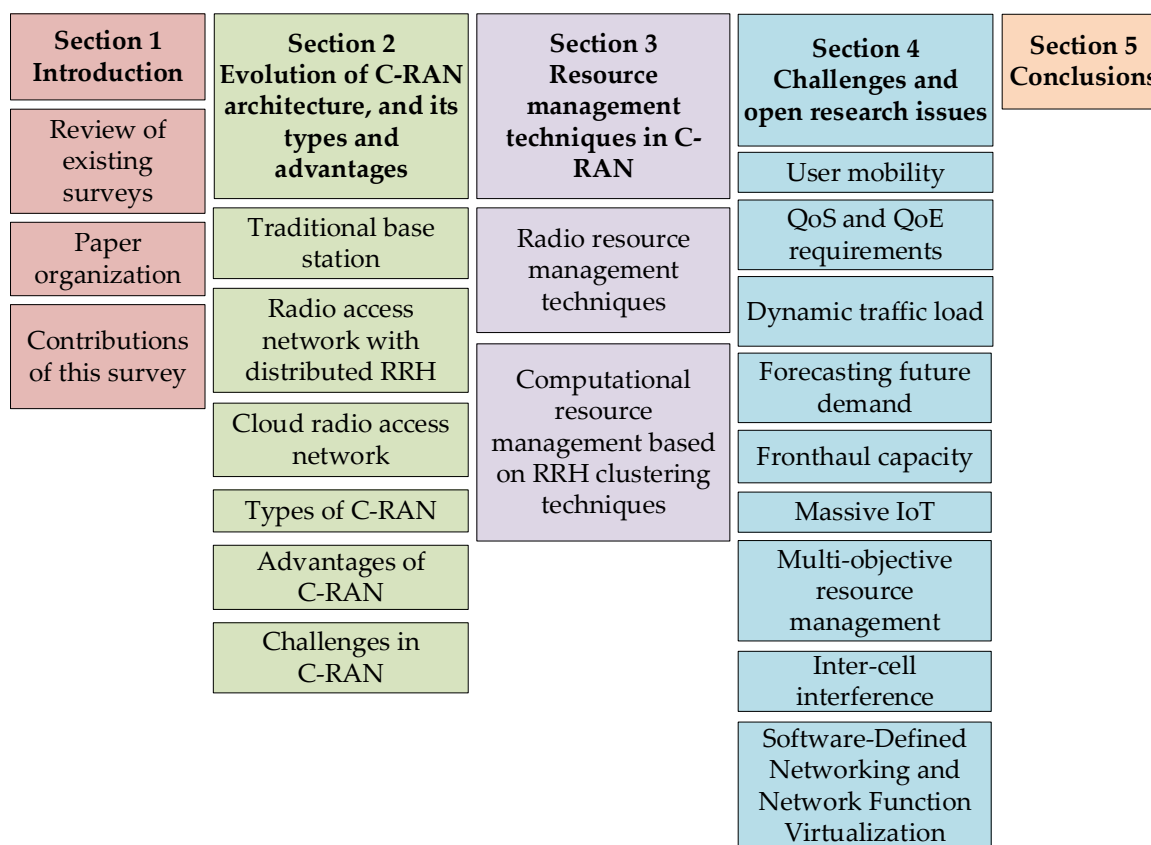 Section 1
Introduction
Review of
existing
surveys
Paper
organization
Contributions
of this survey
Section 2
Evolution of C-RAN
architecture, and its
types and
advantages
Traditional base
station
Radio access
network with
distributed RRH
Cloud radio access
network
Types of C-RAN
Advantages of
C-RAN
Challenges in
C-RAN
Section 3
Resource
management
techniques in C-
RAN
Radio resource
management
techniques
Computational
resource
management based
on RRH clustering
techniques
Section 4
Challenges and
open research issues
User mobility
QoS and QoE
requirements
Dynamic traffic load
Forecasting future
demand
Fronthaul capacity
Massive IoT
Multi-objective
resource
management
Inter-cell
interference
Software-Defined
Networking and
Network Function
Virtualization
Section 5
Conclusions